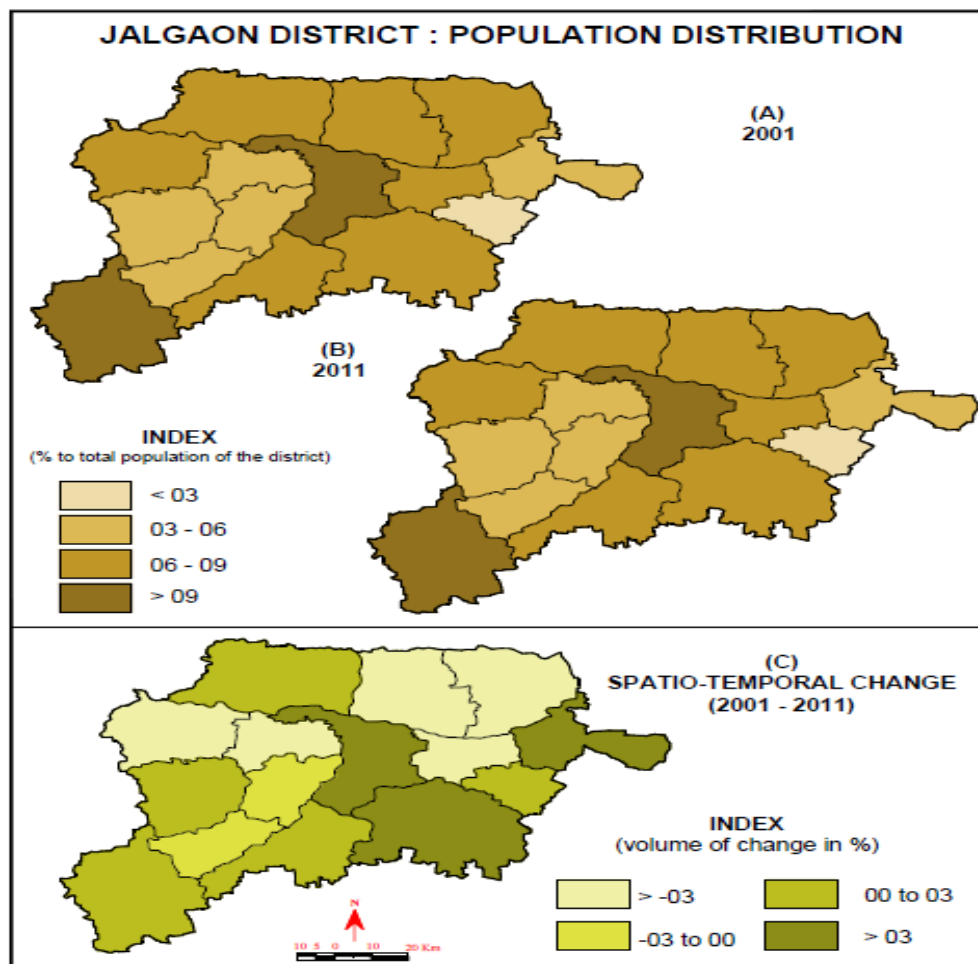 JALGAON DISTRICT : POPULATION DISTRIBUTION
(A)
2001
(B)
2011
INDEX
(% to total population of the district)
< 03
03 - 06
06 - 09
> 09
(C)
SPATIO-TEMPORAL CHANGE
(2001 - 2011)
INDEX
(volume of change in %)
> -03
00 to 03
-03 to 00
> 03
N
10 5 0 10 20 Km